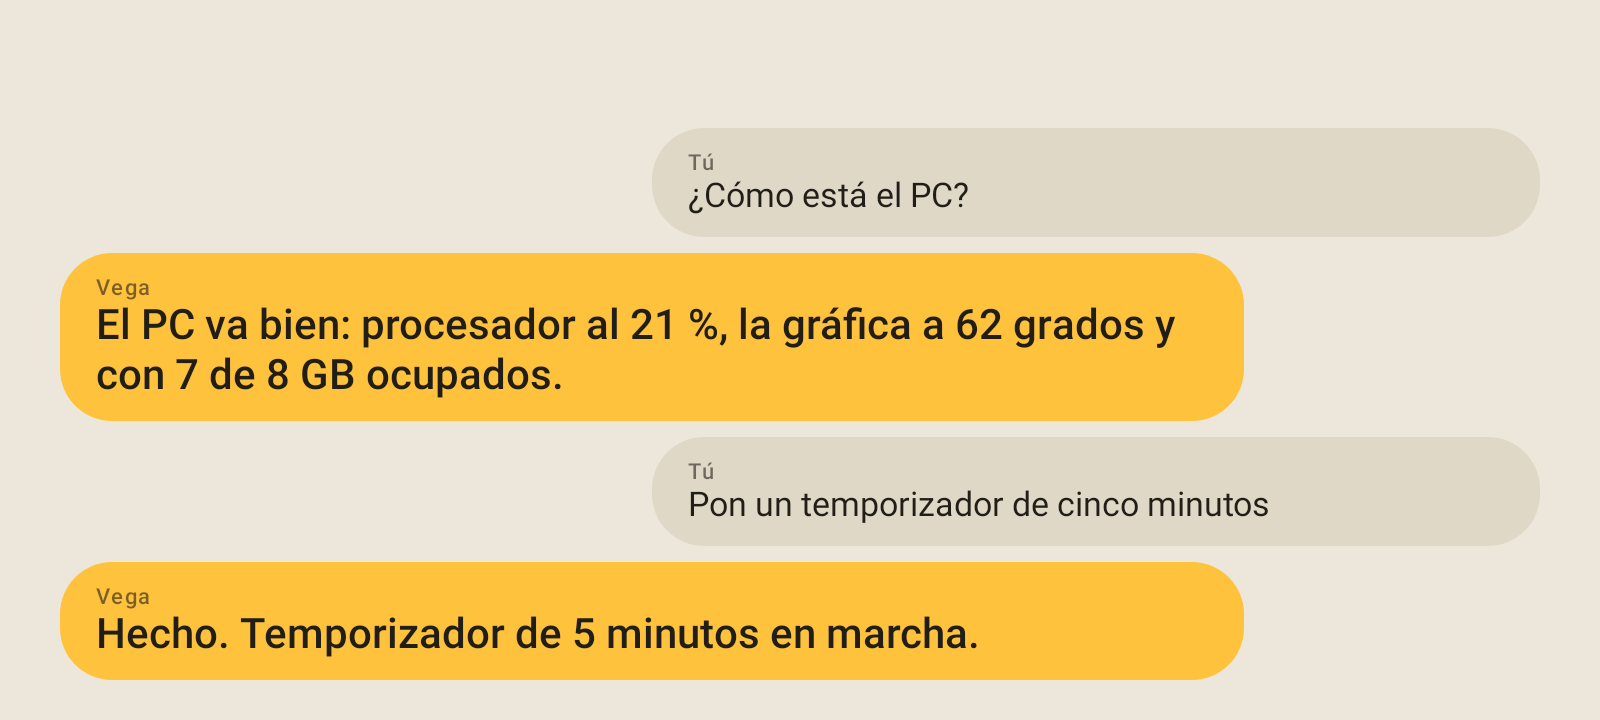 Tú
¿Cómo está el PC?
Vega
El PC va bien: procesador al 21 %, la gráfica a 62 grados y
con 7 de 8 GB ocupados.
Tú
Pon un temporizador de cinco minutos
Vega
Hecho. Temporizador de 5 minutos en marcha.